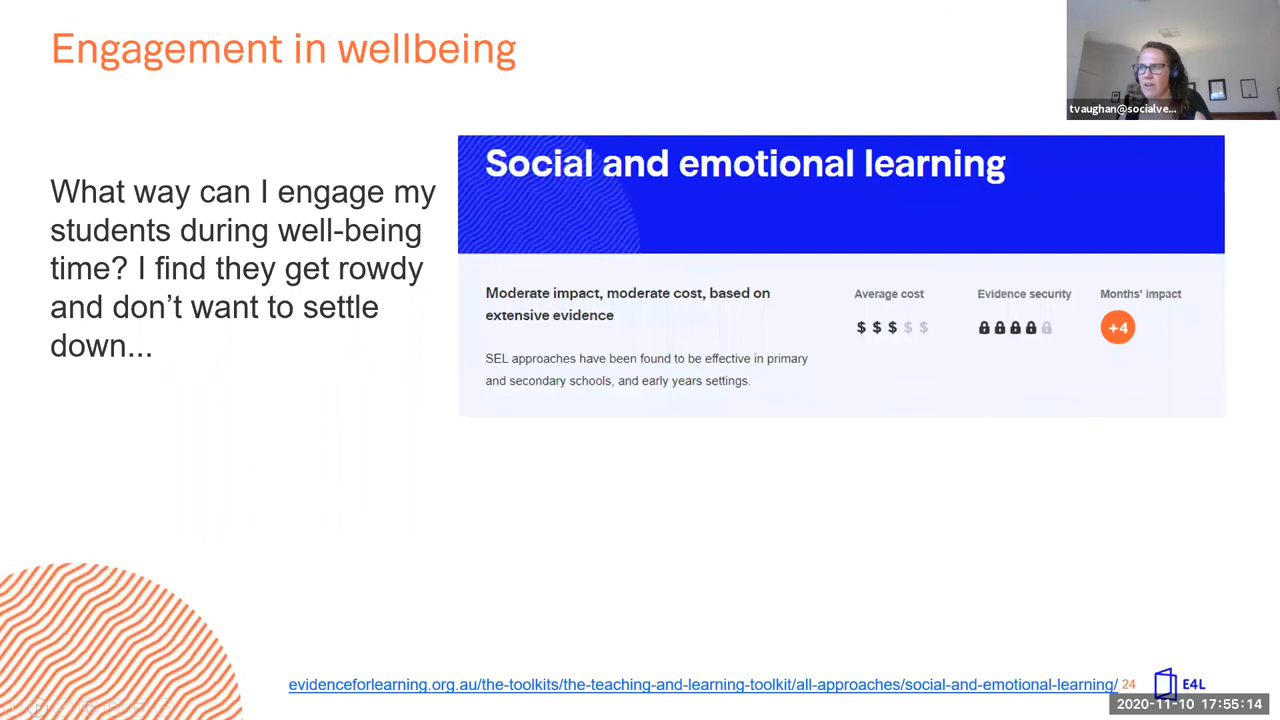 Engagement in wellbeing
tvaughan@socialve...
What way can I engage my
students during well-being
time? I find they get rowdy
and don’t want to settle
down...
Social and emotional learning
Moderate impact, moderate cost, based on
extensive evidence
SEL approaches have been found to be effective in primary
and secondary schools, and early years settings.
Average cost
$ $ $ $ $
Evidence security
Months' impact
+4
evidenceforlearning.org.au/the-toolkits/the-teaching-and-learning-toolkit/all-approaches/social-and-emotional-learning/
24
E4L
2020-11-10 17:55:14